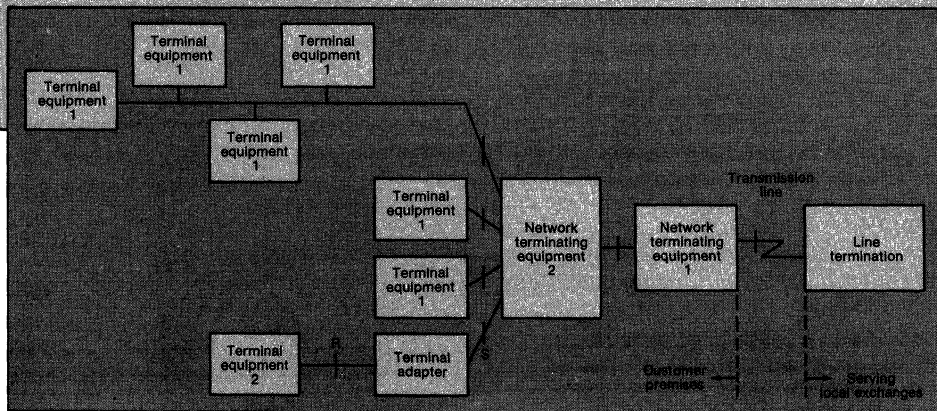 Terminal
equipment
1
Terminal
equipment
1
Terminal
equipment
1
Terminal
equipment
1
Terminal
equipment
1
Terminal
equipment
1
Terminal
equipment
2
R
Terminal
adapter
S
Network
terminating
equipment
2
Network
terminating
equipment
1
Transmission
line
Line
termination
Customer
premises
Serving
local exchanges